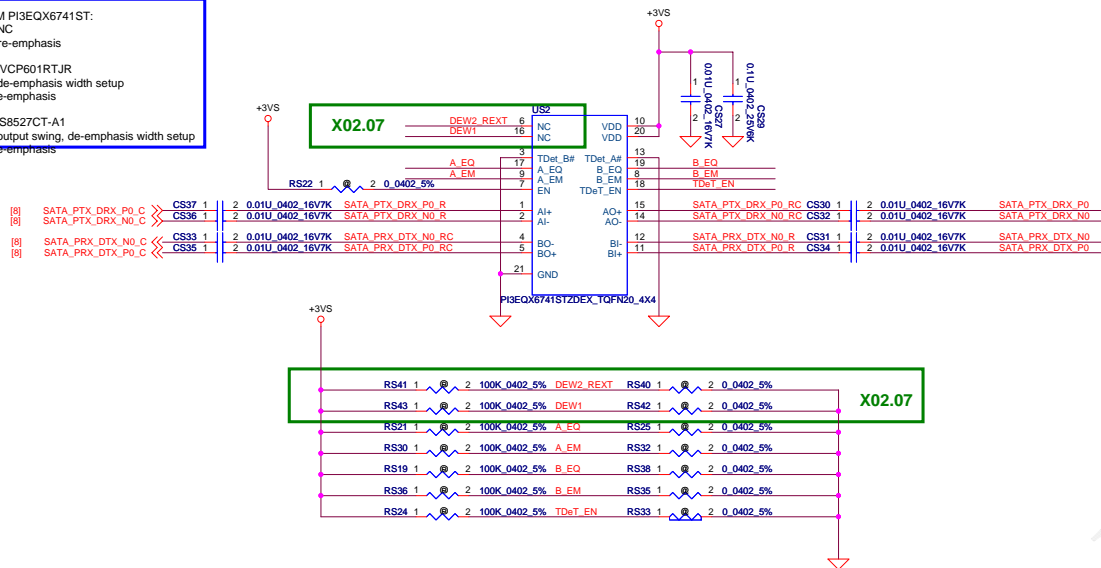 M PI3EQX6741ST:
NC
re-emphasis
VCP601RTJR
de-emphasis width setup
e-emphasis
S8527CT-A1
output swing, de-emphasis width setup
e-emphasis
+3VS
1 2 0.01U_0402_16V7K CS27
1 2 0.1U_0402_25V6K CS29
+3VS
X02.07
US2
DEW2_REXT 6 NC VDD 10
DEW1 16 NC VDD 20
3 TDet_B# TDet_A# 13
A_EQ 17 A_EQ B_EQ 19 B_EQ
A_EM 9 A_EM B_EM 8 B_EM
RS22 1 @ 2 0_0402_5% 7 EN TDeT_EN 18 TDeT_EN
[8] SATA_PTX_DRX_P0_C CS37 1 2 0.01U_0402_16V7K SATA_PTX_DRX_P0_R 1 AI+ AO+ 15 SATA_PTX_DRX_P0_RC CS30 1 2 0.01U_0402_16V7K SATA_PTX_DRX_P0
[8] SATA_PTX_DRX_N0_C CS36 1 2 0.01U_0402_16V7K SATA_PTX_DRX_N0_R 2 AI- AO- 14 SATA_PTX_DRX_N0_RC CS32 1 2 0.01U_0402_16V7K SATA_PTX_DRX_N0
[8] SATA_PRX_DTX_N0_C CS33 1 2 0.01U_0402_16V7K SATA_PRX_DTX_N0_RC 4 BO- BI- 12 SATA_PRX_DTX_N0_R CS31 1 2 0.01U_0402_16V7K SATA_PRX_DTX_N0
[8] SATA_PRX_DTX_P0_C CS35 1 2 0.01U_0402_16V7K SATA_PRX_DTX_P0_RC 5 BO+ BI+ 11 SATA_PRX_DTX_P0_R CS34 1 2 0.01U_0402_16V7K SATA_PRX_DTX_P0
21 GND
PI3EQX6741STZDEX_TQFN20_4X4
+3VS
RS41 1 @ 2 100K_0402_5% DEW2_REXT RS40 1 @ 2 0_0402_5%
X02.07
RS43 1 @ 2 100K_0402_5% DEW1 RS42 1 @ 2 0_0402_5%
RS21 1 @ 2 100K_0402_5% A_EQ RS25 1 @ 2 0_0402_5%
RS30 1 @ 2 100K_0402_5% A_EM RS32 1 @ 2 0_0402_5%
RS19 1 @ 2 100K_0402_5% B_EQ RS38 1 @ 2 0_0402_5%
RS36 1 @ 2 100K_0402_5% B_EM RS35 1 @ 2 0_0402_5%
RS24 1 @ 2 100K_0402_5% TDeT_EN RS33 1 @ 2 0_0402_5%